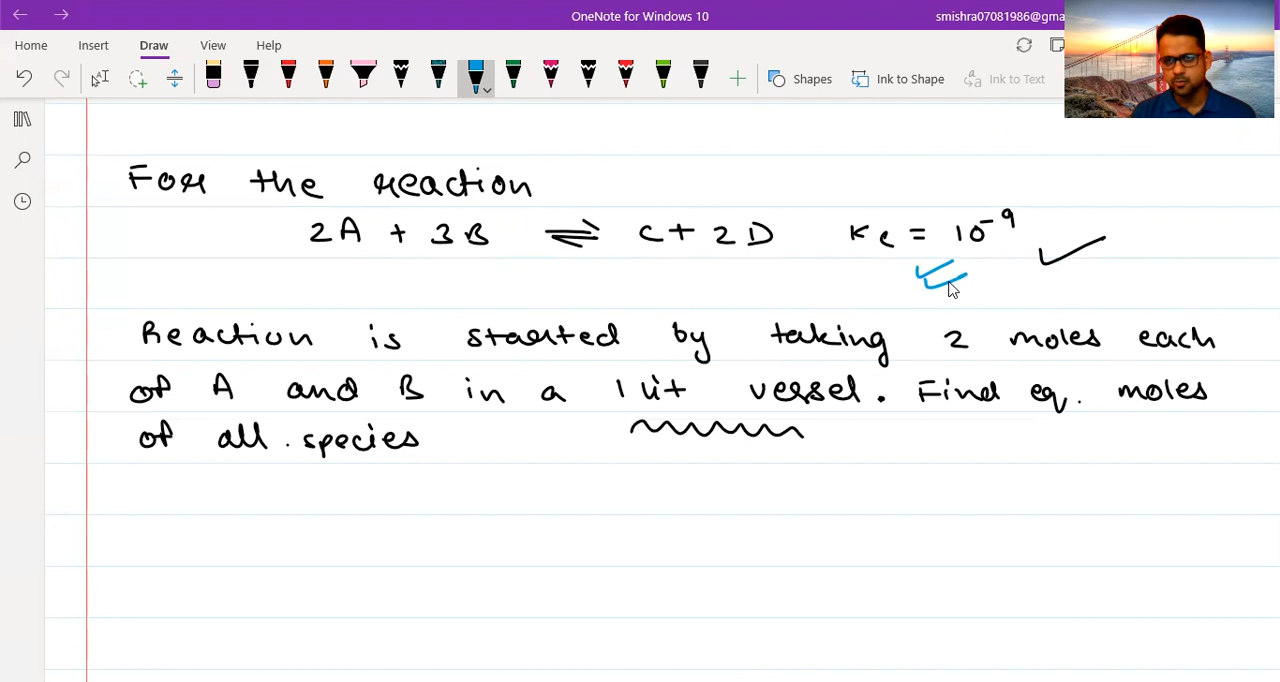 OneNote for Windows 10
smishra07081986@gma
Home Insert Draw View Help
Shapes Ink to Shape Ink to Text
For the reaction
2A + 3B ⇌ C + 2D Kc = 10⁻⁹
Reaction is started by taking 2 moles each
of A and B in a 1 lit vessel. Find eq. moles
of all species